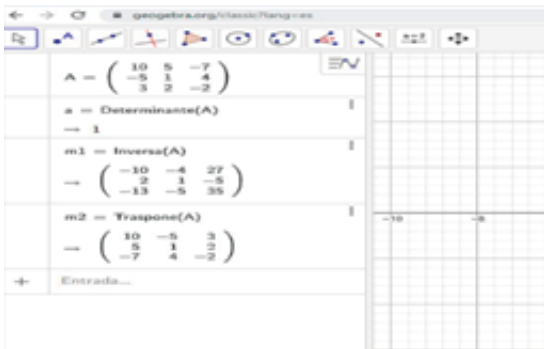 geogebra.org/classic?lang=es
A = ( 10 5 -7
-5 1 4
3 2 -2 )
a = Determinante(A)
→ 1
m1 = Inversa(A)
→ ( -10 -4 27
2 1 -5
-13 -5 35 )
m2 = Traspone(A)
→ ( 10 -5 3
5 1 2
-7 4 -2 )
+ Entrada...
-10 -8